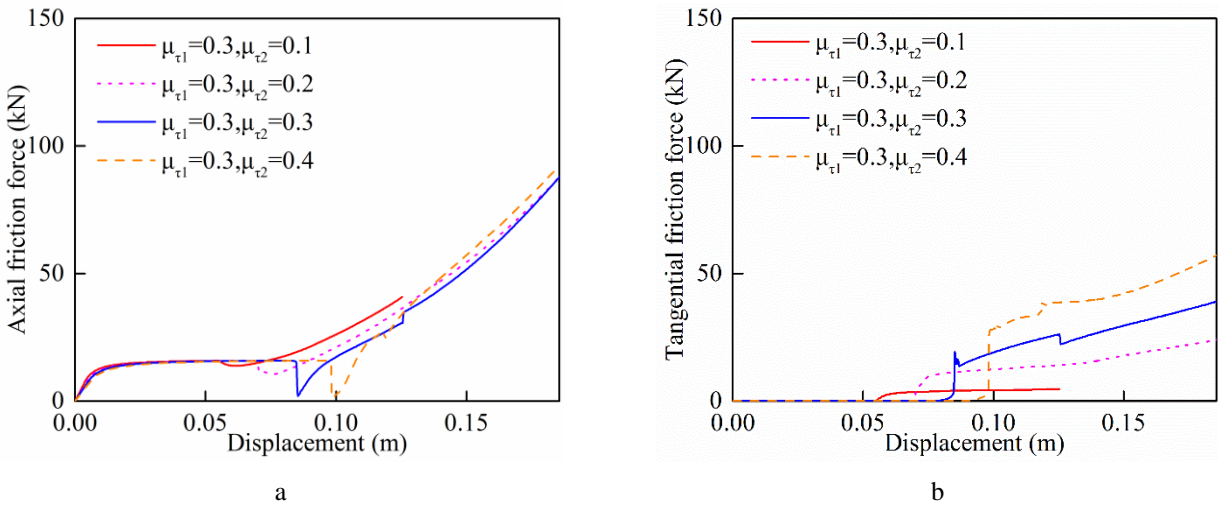 150
100
50
0
Axial friction force (kN)
μτ1=0.3,μτ2=0.1
μτ1=0.3,μτ2=0.2
μτ1=0.3,μτ2=0.3
μτ1=0.3,μτ2=0.4
0.00 0.05 0.10 0.15
Displacement (m)
a
150
100
50
0
Tangential friction force (kN)
μτ1=0.3,μτ2=0.1
μτ1=0.3,μτ2=0.2
μτ1=0.3,μτ2=0.3
μτ1=0.3,μτ2=0.4
0.00 0.05 0.10 0.15
Displacement (m)
b